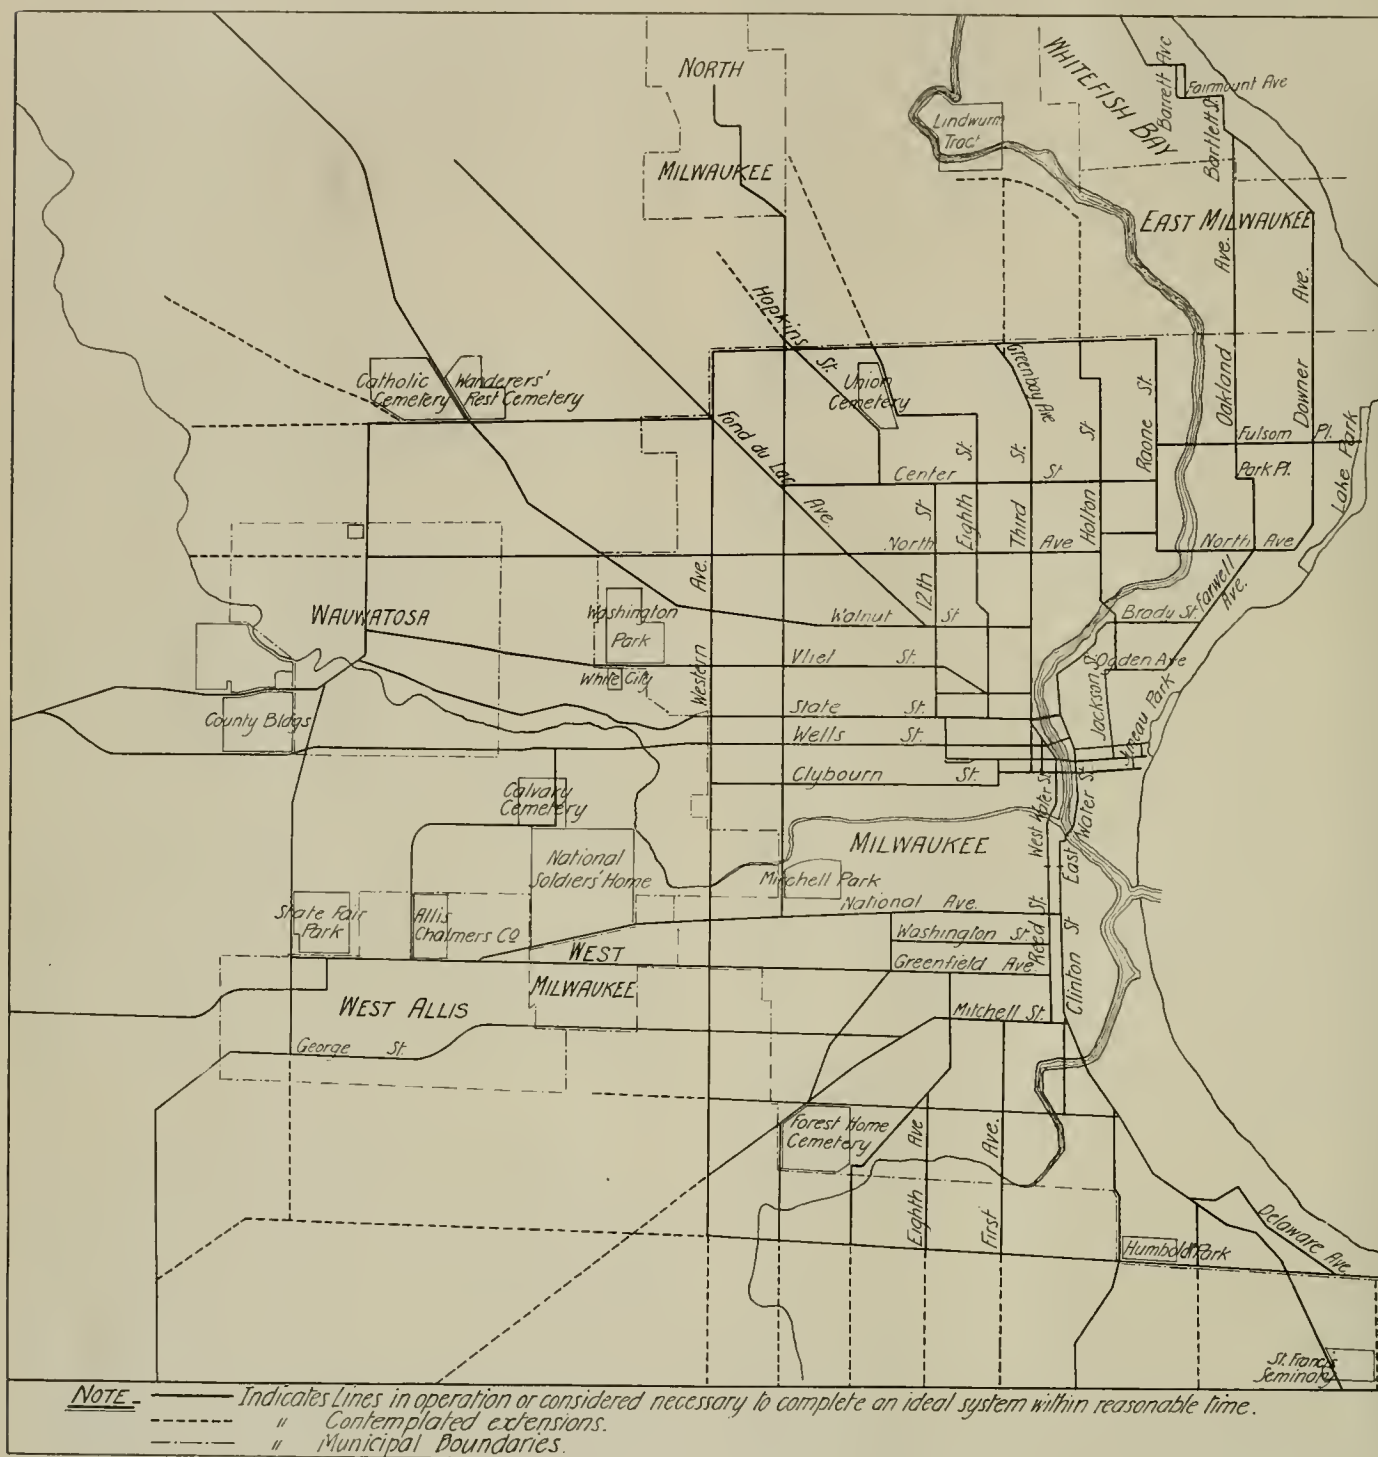 NORTH
MILWAUKEE
WHITEFISH BAY
Barrett Ave
Fairmount Ave
Bartlett St.
Lindwurm
Tract
EAST MILWAUKEE
Oakland Ave.
Downer Ave.
Hopkins St.
Greenbay Ave
Catholic
Cemetery
Wanderers'
Rest Cemetery
Union
Cemetery
Fond du Lac Ave.
Center St
Raone St.
Fulsom Pl.
Park Pl.
Lake Park
12th St
Eighth St.
Third St.
Holton St
North Ave
North Ave
Farwell Ave.
Brady St.
WAUWATOSA
Washington
Park
White City
Western Ave.
Walnut St
Vliet St.
Ogden Ave
Jackson St.
Juneau Park
State St.
Wells St.
Clybourn St.
County Bldgs
Calvary
Cemetery
West Water St.
East Water St
MILWAUKEE
National
Soldiers' Home
Mitchell Park
National Ave.
State Fair
Park
Allis
Chalmers Co
Washington St.
Greenfield Ave.
Reed St.
Clinton St
WEST
MILWAUKEE
WEST ALLIS
Mitchell St.
George St.
Forest Home
Cemetery
Eighth Ave
First Ave.
Humbold Park
Delaware Ave.
St. Francis
Seminary
NOTE - Indicates Lines in operation or considered necessary to complete an ideal system within reasonable time.
" Contemplated extensions.
" Municipal Boundaries.